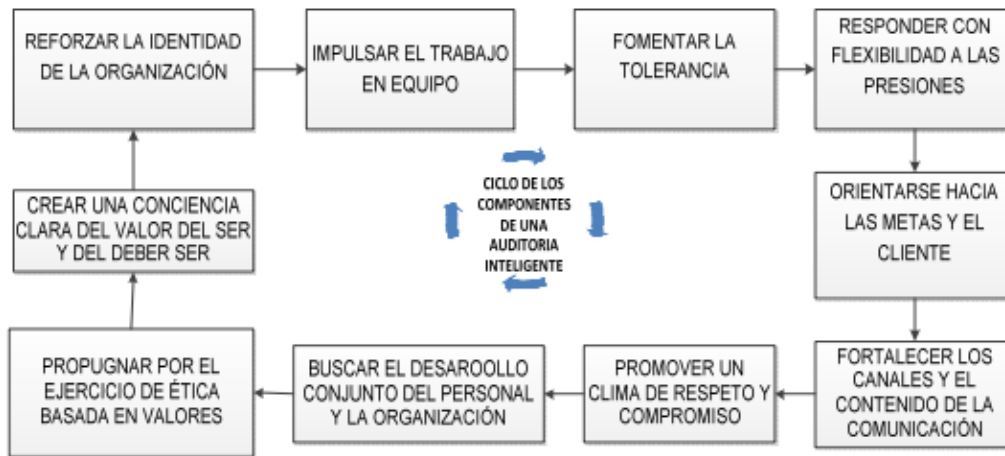 REFORZAR LA IDENTIDAD
DE LA ORGANIZACIÓN
IMPULSAR EL TRABAJO
EN EQUIPO
FOMENTAR LA
TOLERANCIA
RESPONDER CON
FLEXIBILIDAD A LAS
PRESIONES
ORIENTARSE HACIA
LAS METAS Y EL
CLIENTE
FORTALECER LOS
CANALES Y EL
CONTENIDO DE LA
COMUNICACIÓN
PROMOVER UN
CLIMA DE RESPETO Y
COMPROMISO
BUSCAR EL DESAROOLLO
CONJUNTO DEL PERSONAL
Y LA ORGANIZACIÓN
PROPUGNAR POR EL
EJERCICIO DE ÉTICA
BASADA EN VALORES
CREAR UNA CONCIENCIA
CLARA DEL VALOR DEL SER
Y DEL DEBER SER
CICLO DE LOS
COMPONENTES
DE UNA
AUDITORIA
INTELIGENTE